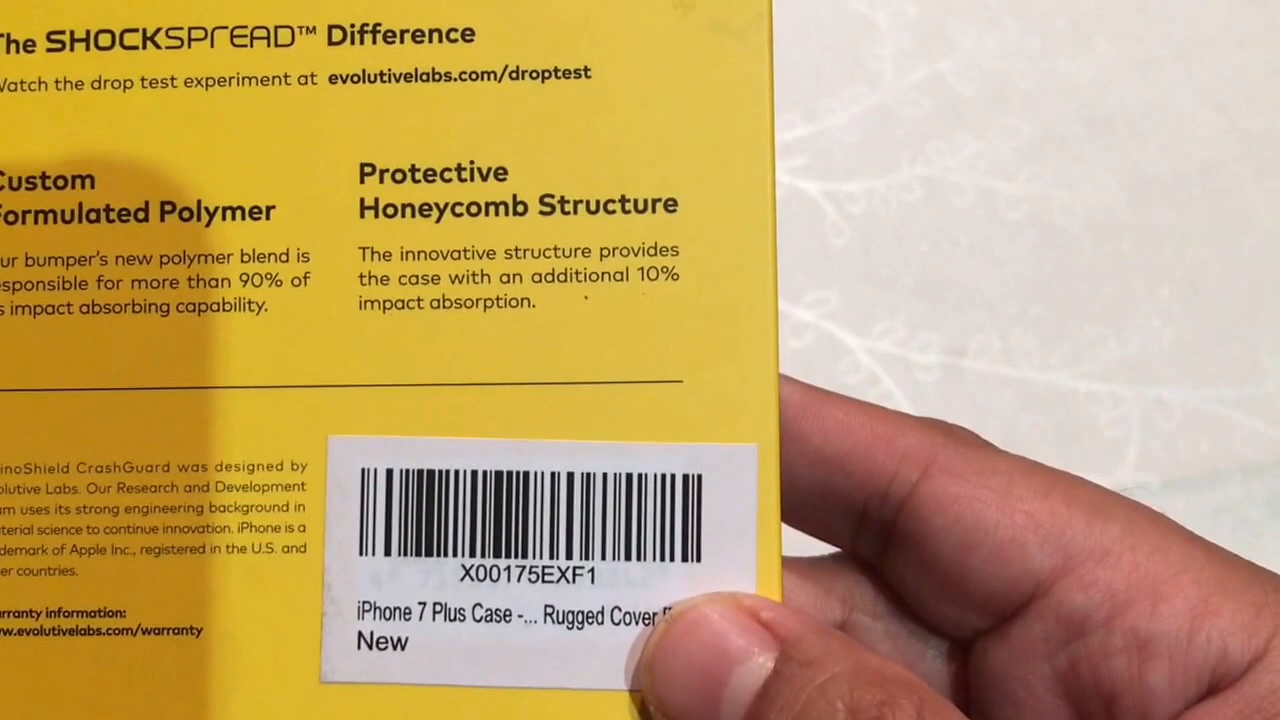 The SHOCKSPREAD™ Difference
Watch the drop test experiment at evolutivelabs.com/droptest
Custom
Formulated Polymer
our bumper's new polymer blend is
responsible for more than 90% of
its impact absorbing capability.
Protective
Honeycomb Structure
The innovative structure provides
the case with an additional 10%
impact absorption.
inoShield CrashGuard was designed by
olutive Labs. Our Research and Development
am uses its strong engineering background in
terial science to continue innovation. iPhone is a
demark of Apple Inc., registered in the U.S. and
er countries.
rranty information:
w.evolutivelabs.com/warranty
X00175EXF1
iPhone 7 Plus Case -... Rugged Cover
New